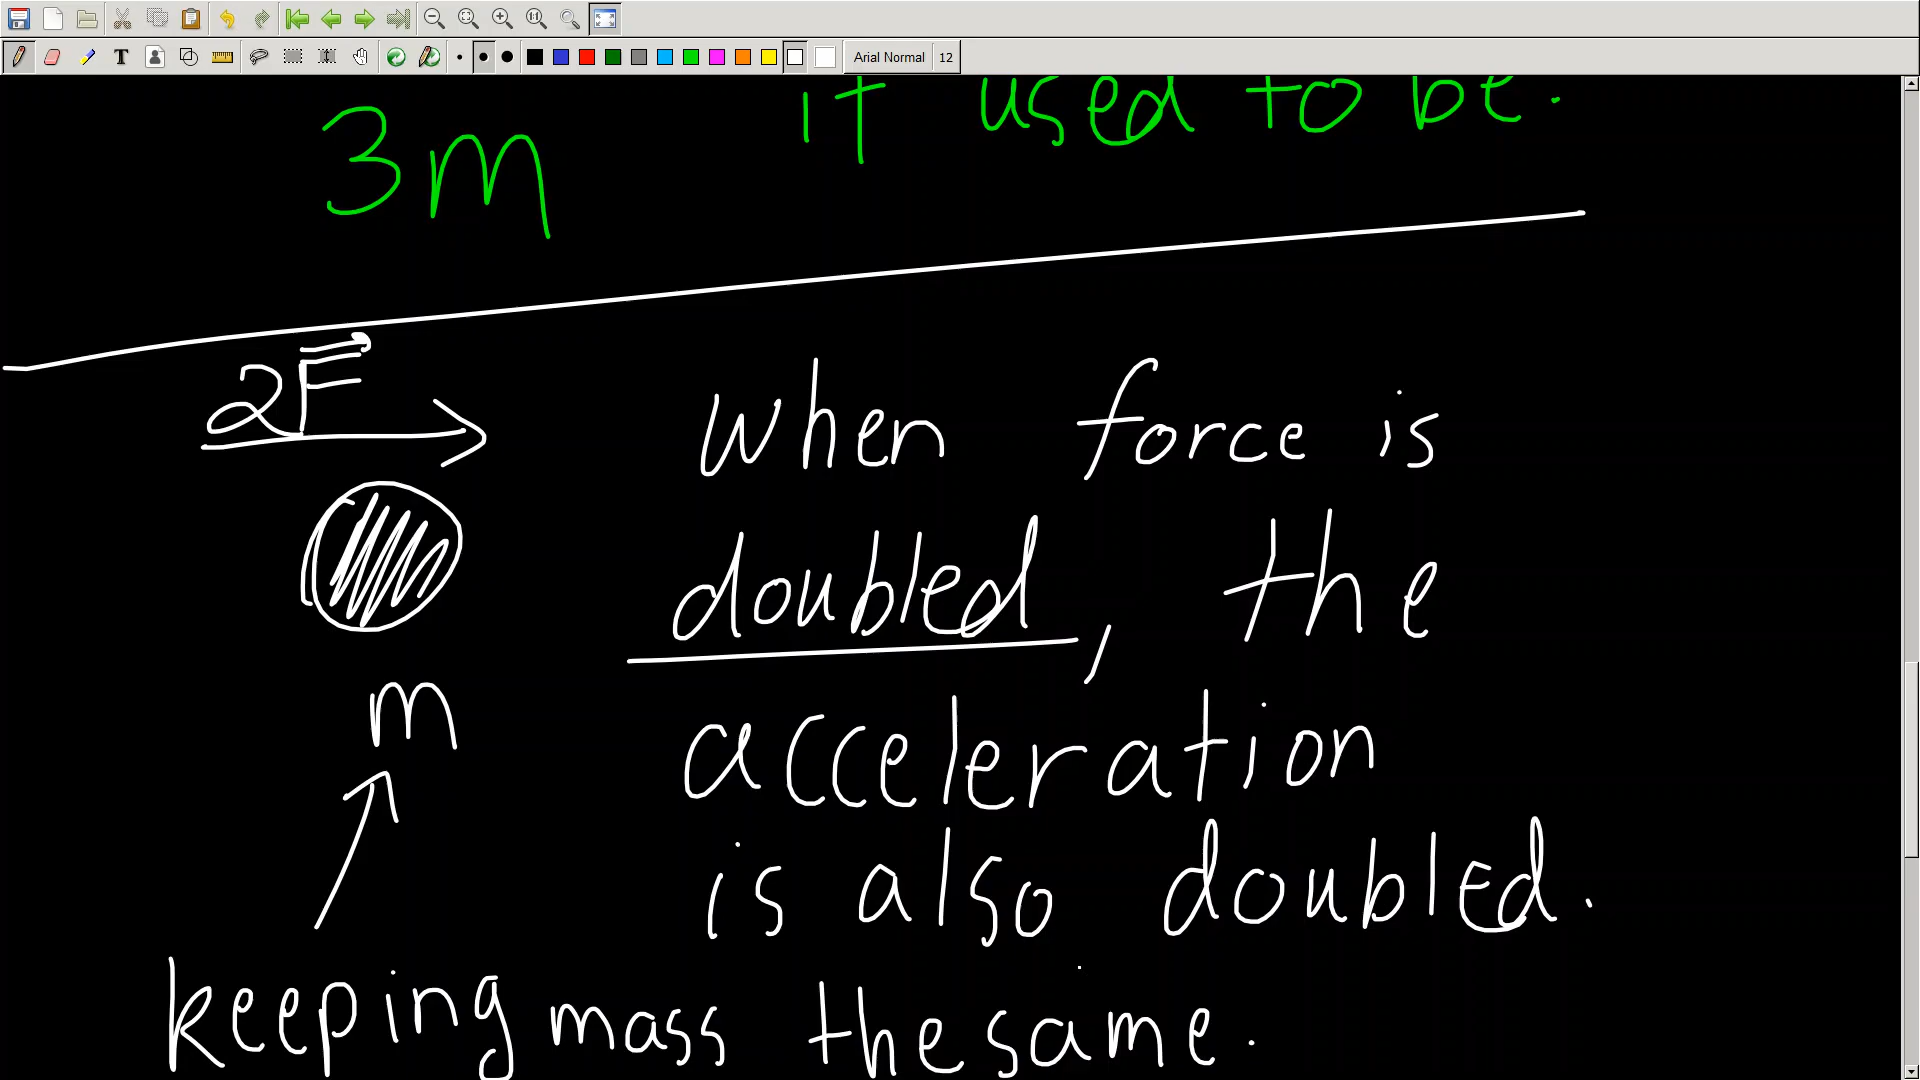 Arial Normal 12
it used to be.
3m
2F
When force is
doubled, the
m
acceleration
is also doubled.
keeping mass the same.